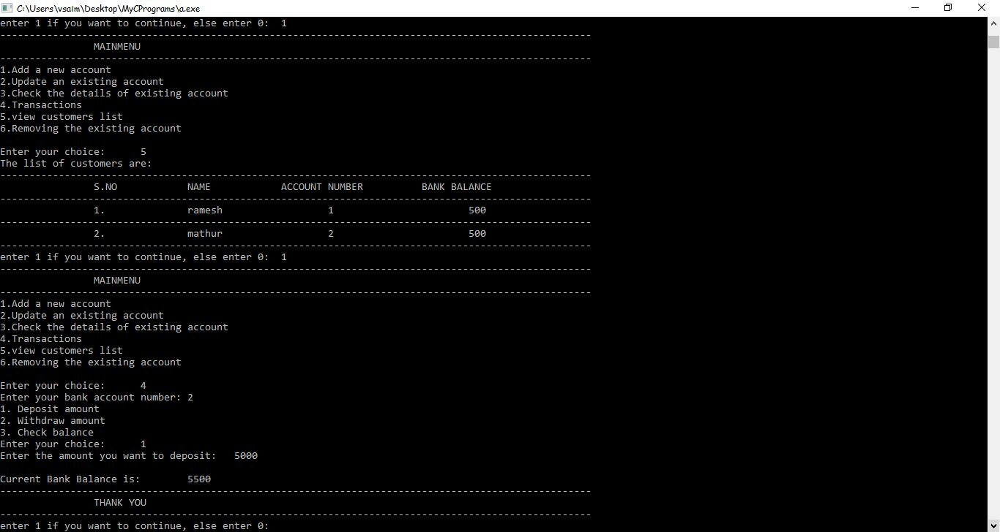 C:\Users\vsaim\Desktop\MyCPrograms\a.exe
enter 1 if you want to continue, else enter 0:  1
-----------------------------------------------------------------------------------------------------
                MAINMENU
-----------------------------------------------------------------------------------------------------
1.Add a new account
2.Update an existing account
3.Check the details of existing account
4.Transactions
5.view customers list
6.Removing the existing account

Enter your choice:      5
The list of customers are:
-----------------------------------------------------------------------------------------------------
                S.NO            NAME            ACCOUNT NUMBER          BANK BALANCE
-----------------------------------------------------------------------------------------------------
                1.              ramesh                  1                       500
-----------------------------------------------------------------------------------------------------
                2.              mathur                  2                       500
-----------------------------------------------------------------------------------------------------
enter 1 if you want to continue, else enter 0:  1
-----------------------------------------------------------------------------------------------------
                MAINMENU
-----------------------------------------------------------------------------------------------------
1.Add a new account
2.Update an existing account
3.Check the details of existing account
4.Transactions
5.view customers list
6.Removing the existing account

Enter your choice:      4
Enter your bank account number: 2
1. Deposit amount
2. Withdraw amount
3. Check balance
Enter your choice:      1
Enter the amount you want to deposit:   5000

Current Bank Balance is:        5500
-----------------------------------------------------------------------------------------------------
                THANK YOU
-----------------------------------------------------------------------------------------------------
enter 1 if you want to continue, else enter 0: